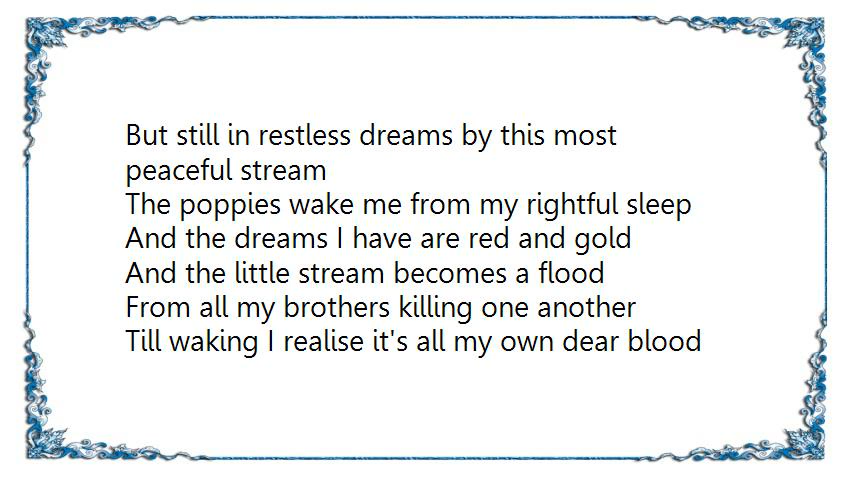 But still in restless dreams by this most
peaceful stream
The poppies wake me from my rightful sleep
And the dreams I have are red and gold
And the little stream becomes a flood
From all my brothers killing one another
Till waking I realise it's all my own dear blood